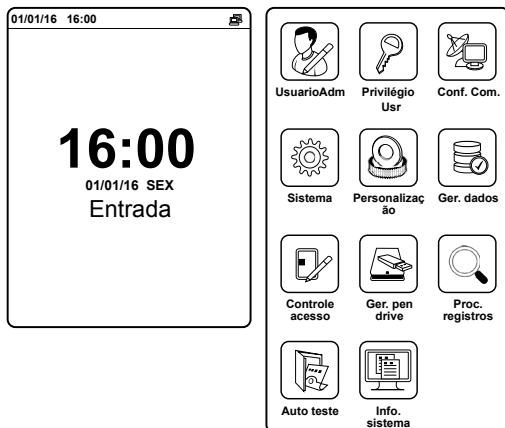 01/01/16 16:00
16:00
01/01/16 SEX
Entrada
UsuarioAdm
Privilégio
Usr
Conf. Com.
Sistema
Personalizaç
ão
Ger. dados
Controle
acesso
Ger. pen
drive
Proc.
registros
Auto teste
Info.
sistema